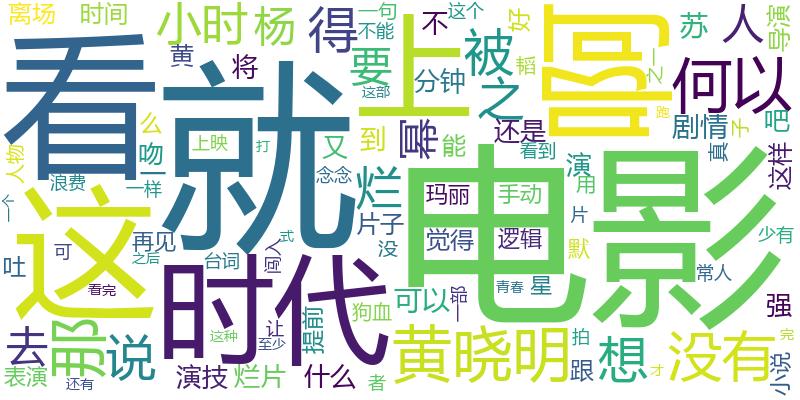 离场
时间
小时
杨
得
一句
不能
不
这个
好
苏
人
导演
看
就
黄
将
要
这部
上
分钟
被
之
韬
啊
之一
何以
人物
么
吻
一
上映
打
又
到
幕
能
还是
看到
演
剧情
真
子
吧
这样
浪费
一样
念念
烂
电影
玛丽
手动
用
片
一个
这
再见
可
之后
台词
时代
闯入
式
片子
没
觉得
逻辑
默
少有
吐
看完
那
说
这种
让
至少
提前
狗血
可以
昂
青春
星
常人
强
去
表演
还有
演技
烂片
什么
者
黄晓明
跟
拍
想
没有
才
跑
完
小说